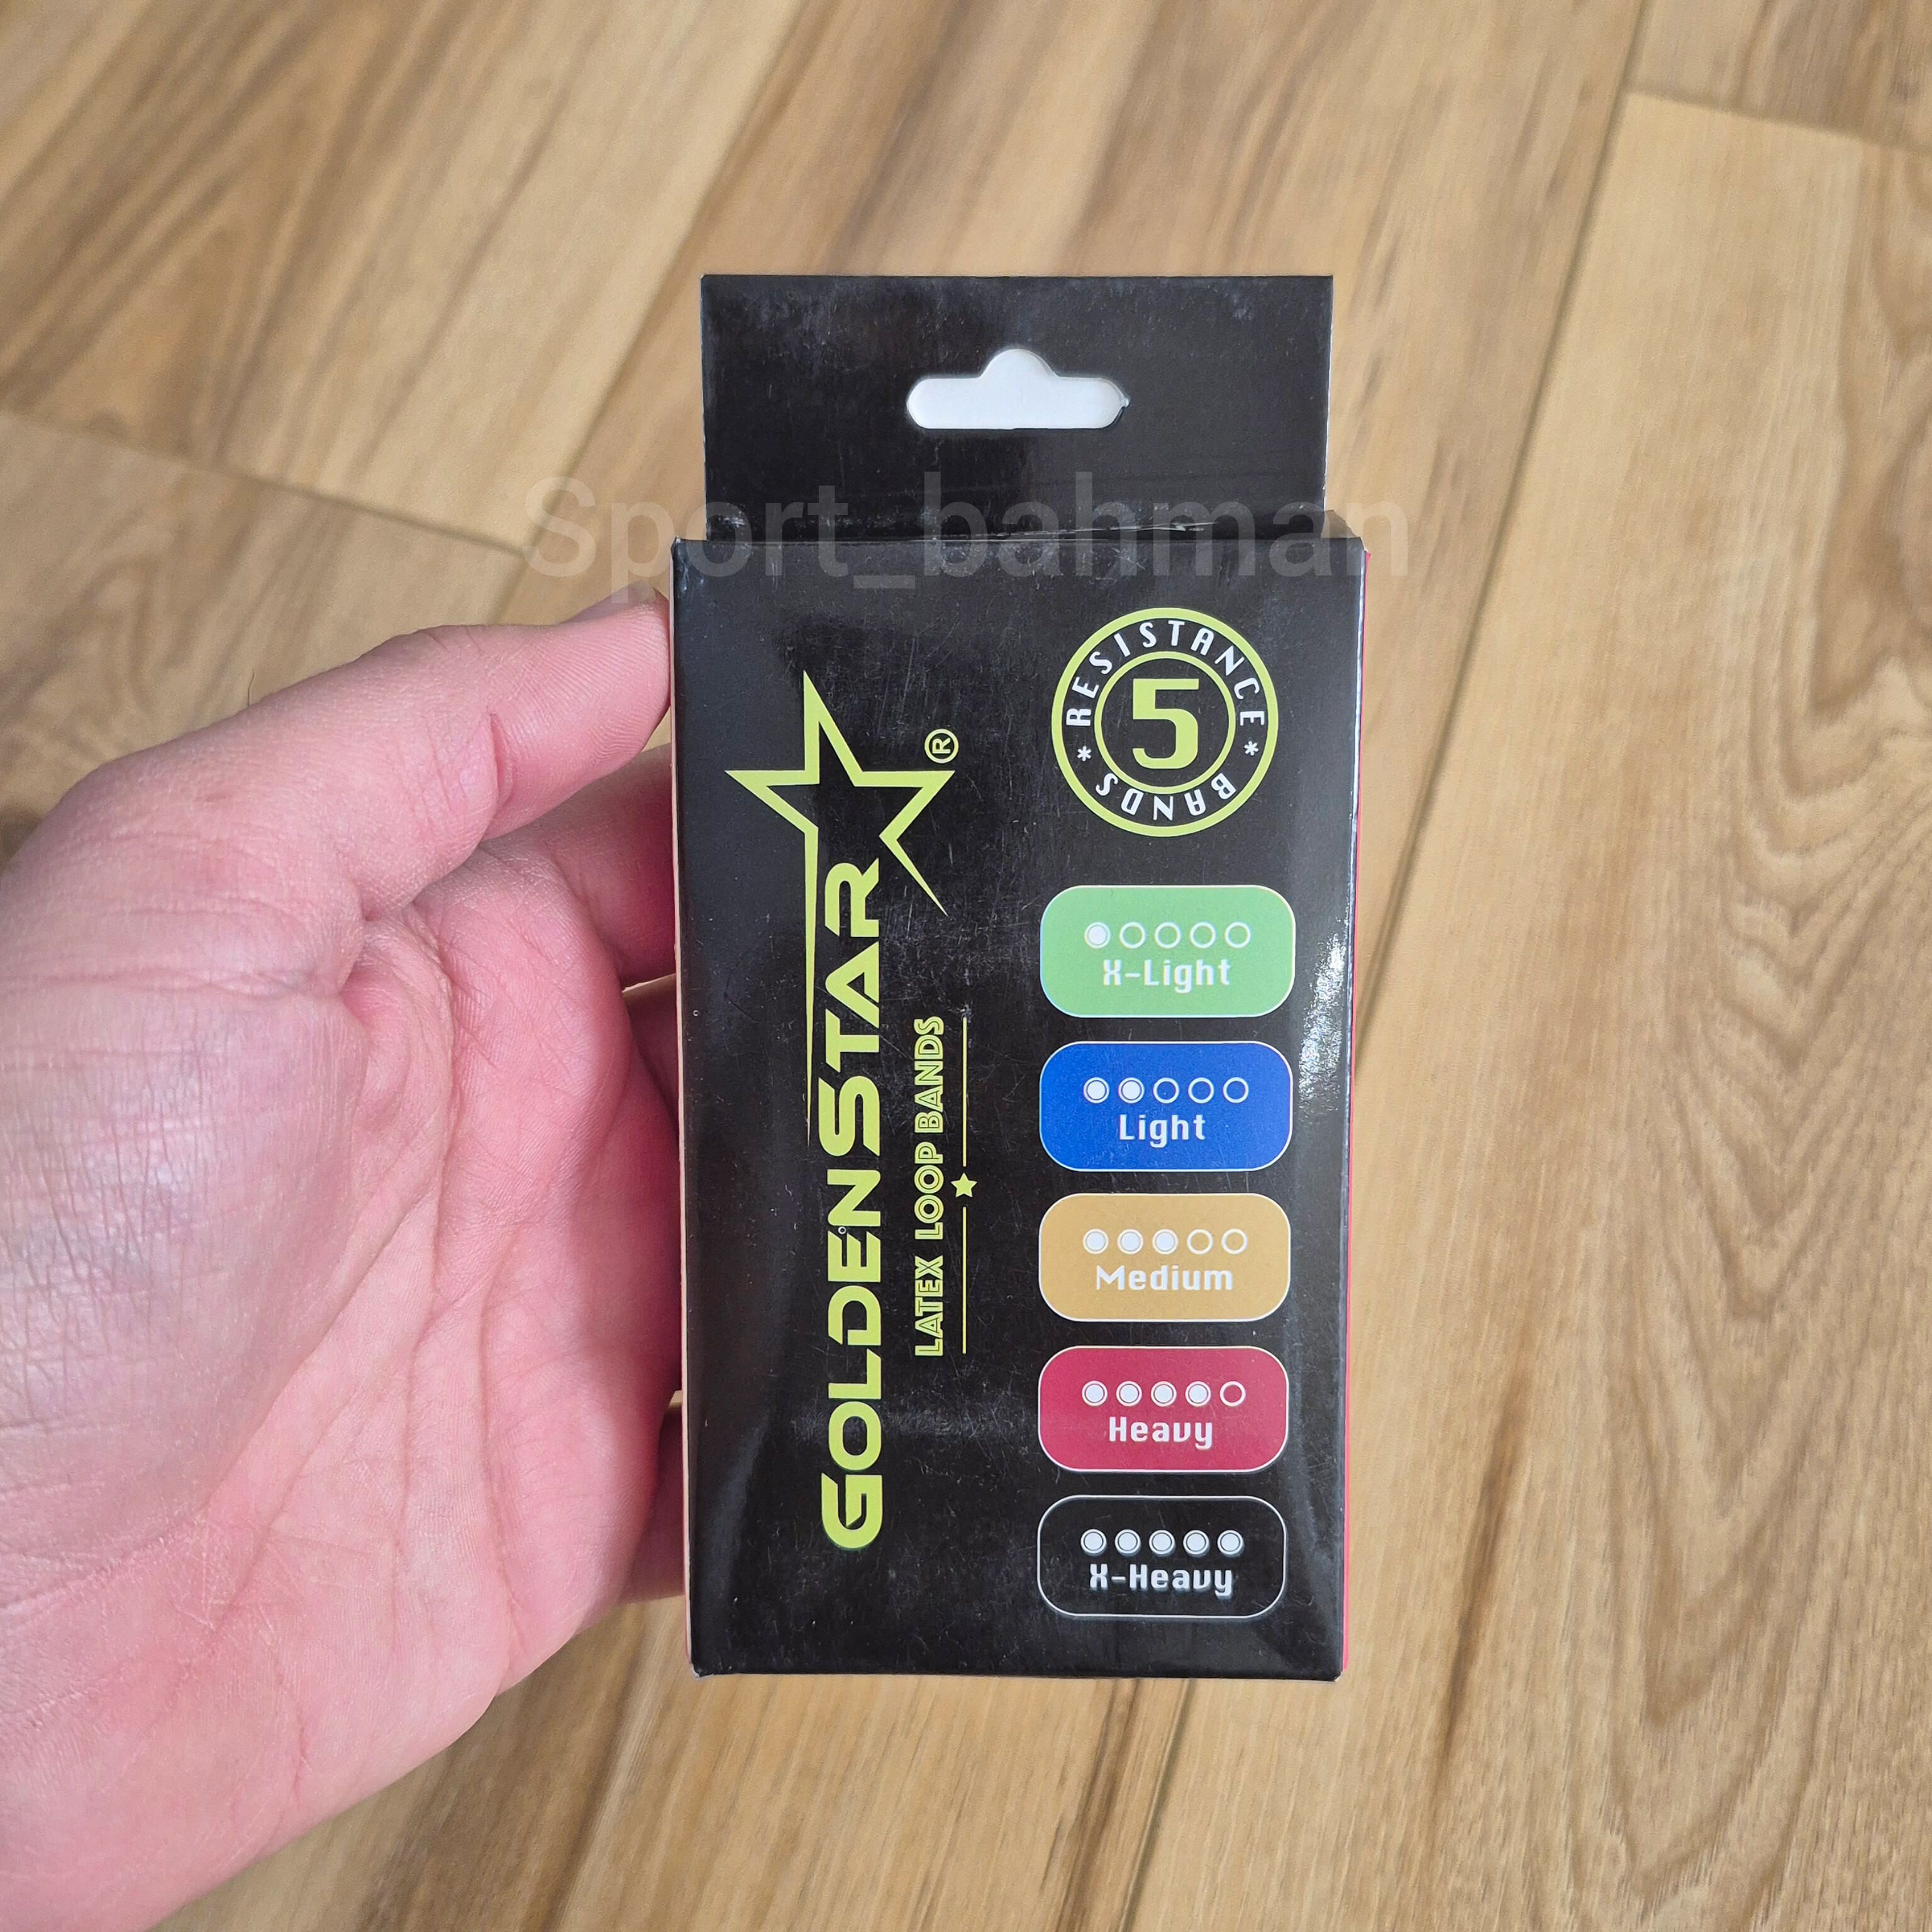 Sport_bahman
RESISTANCE
5
* BANDS *
GOLDENSTAR ®
LATEX LOOP BANDS
X-Light
Light
Medium
Heavy
X-Heavy